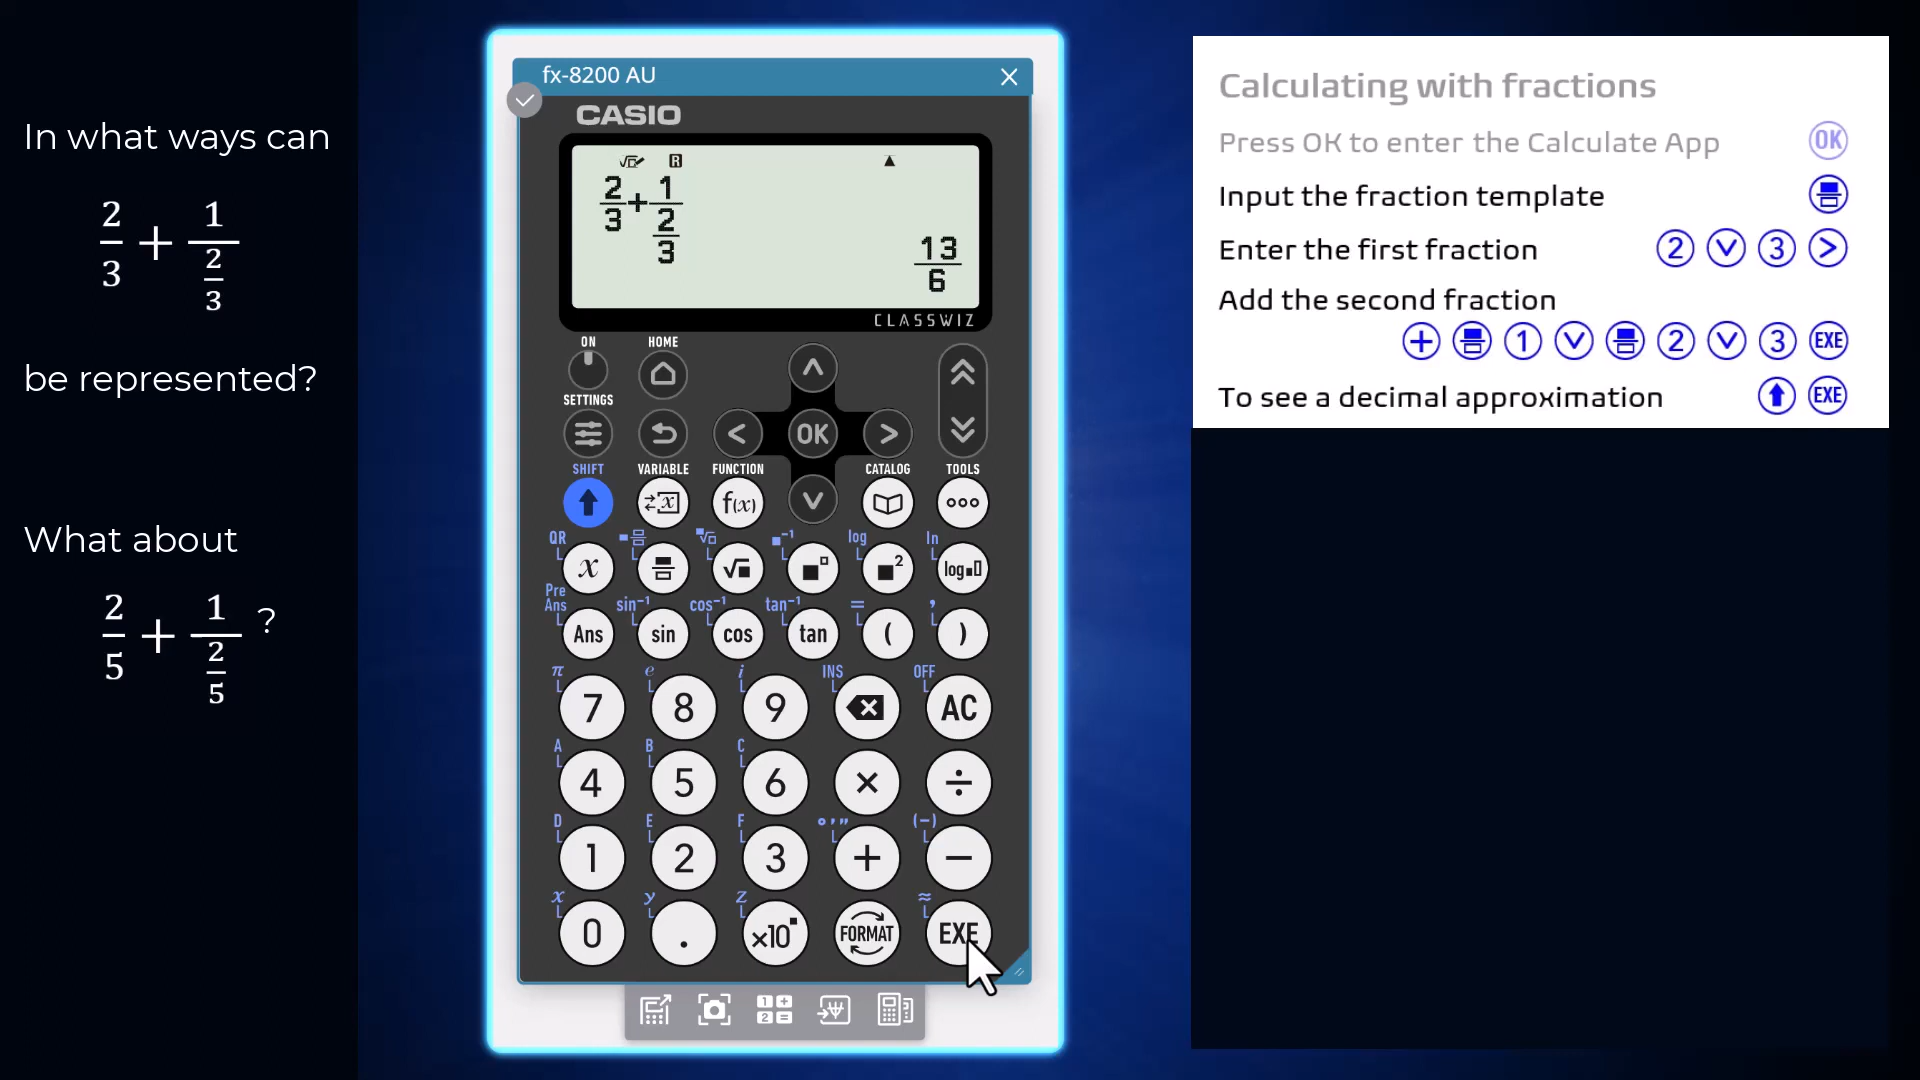 In what ways can
2/3 + 1/(2/3)
be represented?
What about
2/5 + 1/(2/5) ?
fx-8200 AU
CASIO
√▱ R ▲
2/3+1/(2/3)
13/6
CLASSWIZ
ON HOME
SETTINGS
OK
SHIFT VARIABLE FUNCTION CATALOG TOOLS
x f(x)
QR ■⊟ ■√□ ■⁻¹ log ln
x √■ ■□ ■² log■▯
Pre
Ans sin⁻¹ cos⁻¹ tan⁻¹ = ,
Ans sin cos tan ( )
π e i INS OFF
7 8 9 AC
A B C
4 5 6 × ÷
D E F ° ’ ” (−)
1 2 3 + −
x y z ≈
0 . ×10■ FORMAT EXE
1 +
2 =
Calculating with fractions
Press OK to enter the Calculate App OK
Input the fraction template
Enter the first fraction 2 ∨ 3 >
Add the second fraction
+ 1 ∨ 2 ∨ 3 EXE
To see a decimal approximation ↑ EXE